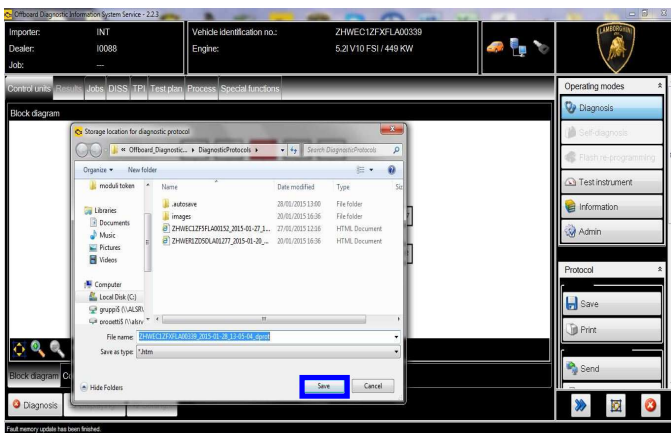 Offboard Diagnostic Information System Service - 2.2.3
Importer: INT
Vehicle identification no.: ZHWEC1ZFXFLA00339
Dealer: I0088
Engine: 5.2l V10 FSI / 449 KW
Job: ---
LAMBORGHINI
Control units Results Jobs DISS TPI Test plan Process Special functions
Block diagram
Storage location for diagnostic protocol
« Offboard_Diagnostic... DiagnosticProtocols
Search DiagnosticProtocols
Organize New folder
moduli token
Libraries
Documents
Music
Pictures
Videos
Computer
Local Disk (C:)
Name Date modified Type Siz
.autosave 28/01/2015 13:00 File folder
images 20/01/2015 16:36 File folder
ZHWEC1ZF5FLA00152_2015-01-27_1... 27/01/2015 12:16 HTML Document
ZHWER1ZD5DLA01277_2015-01-20_... 20/01/2015 16:36 HTML Document
File name: ZHWEC1ZFXFLA00339_2015-01-28_13-05-04_dprot
Save as type: *.htm
Hide Folders
Save Cancel
Block diagram Co
Diagnosis
Fault memory update has been finished.
Operating modes
Diagnosis
Self-diagnosis
Flash re-programming
Test instrument
Information
Admin
Protocol
Save
Print
Send